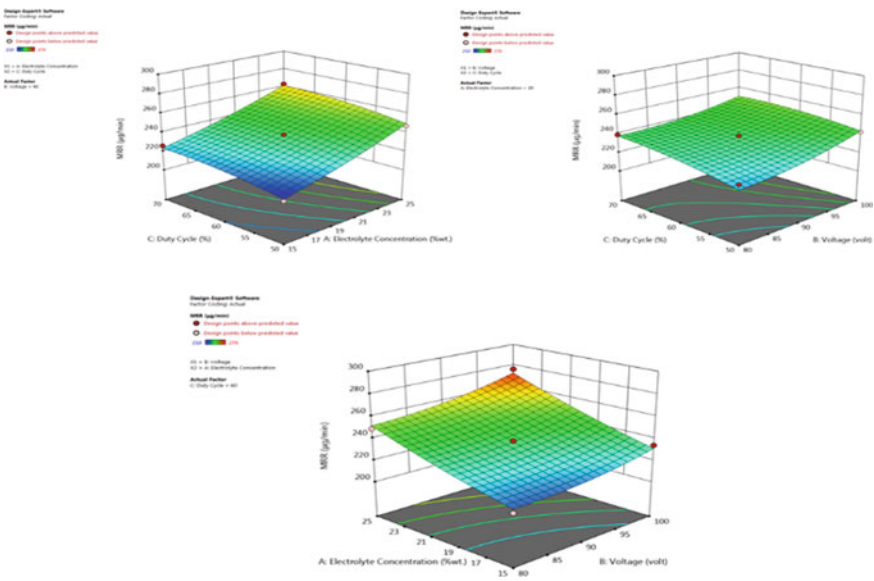 Design-Expert® Software
Factor Coding: Actual
MRR (µg/min)
Design points above predicted value
Design points below predicted value
X1 = A: Electrolyte Concentration
X2 = C: Duty Cycle
Actual Factor
B: Voltage = 90
300
280
260
240
220
200
MRR (µg/min)
70
65
60
55
50
C: Duty Cycle (%)
15
17
19
21
23
25
A: Electrolyte Concentration (%wt.)
Design-Expert® Software
Factor Coding: Actual
MRR (µg/min)
Design points above predicted value
Design points below predicted value
X1 = B: Voltage
X2 = C: Duty Cycle
Actual Factor
A: Electrolyte Concentration = 20
300
280
260
240
220
200
MRR (µg/min)
70
65
60
55
50
C: Duty Cycle (%)
80
85
90
95
100
B: Voltage (volt)
Design-Expert® Software
Factor Coding: Actual
MRR (µg/min)
Design points above predicted value
Design points below predicted value
X1 = B: Voltage
X2 = A: Electrolyte Concentration
Actual Factor
C: Duty Cycle = 60
300
280
260
240
220
200
MRR (µg/min)
25
23
21
19
17
15
A: Electrolyte Concentration (%wt.)
80
85
90
95
100
B: Voltage (volt)